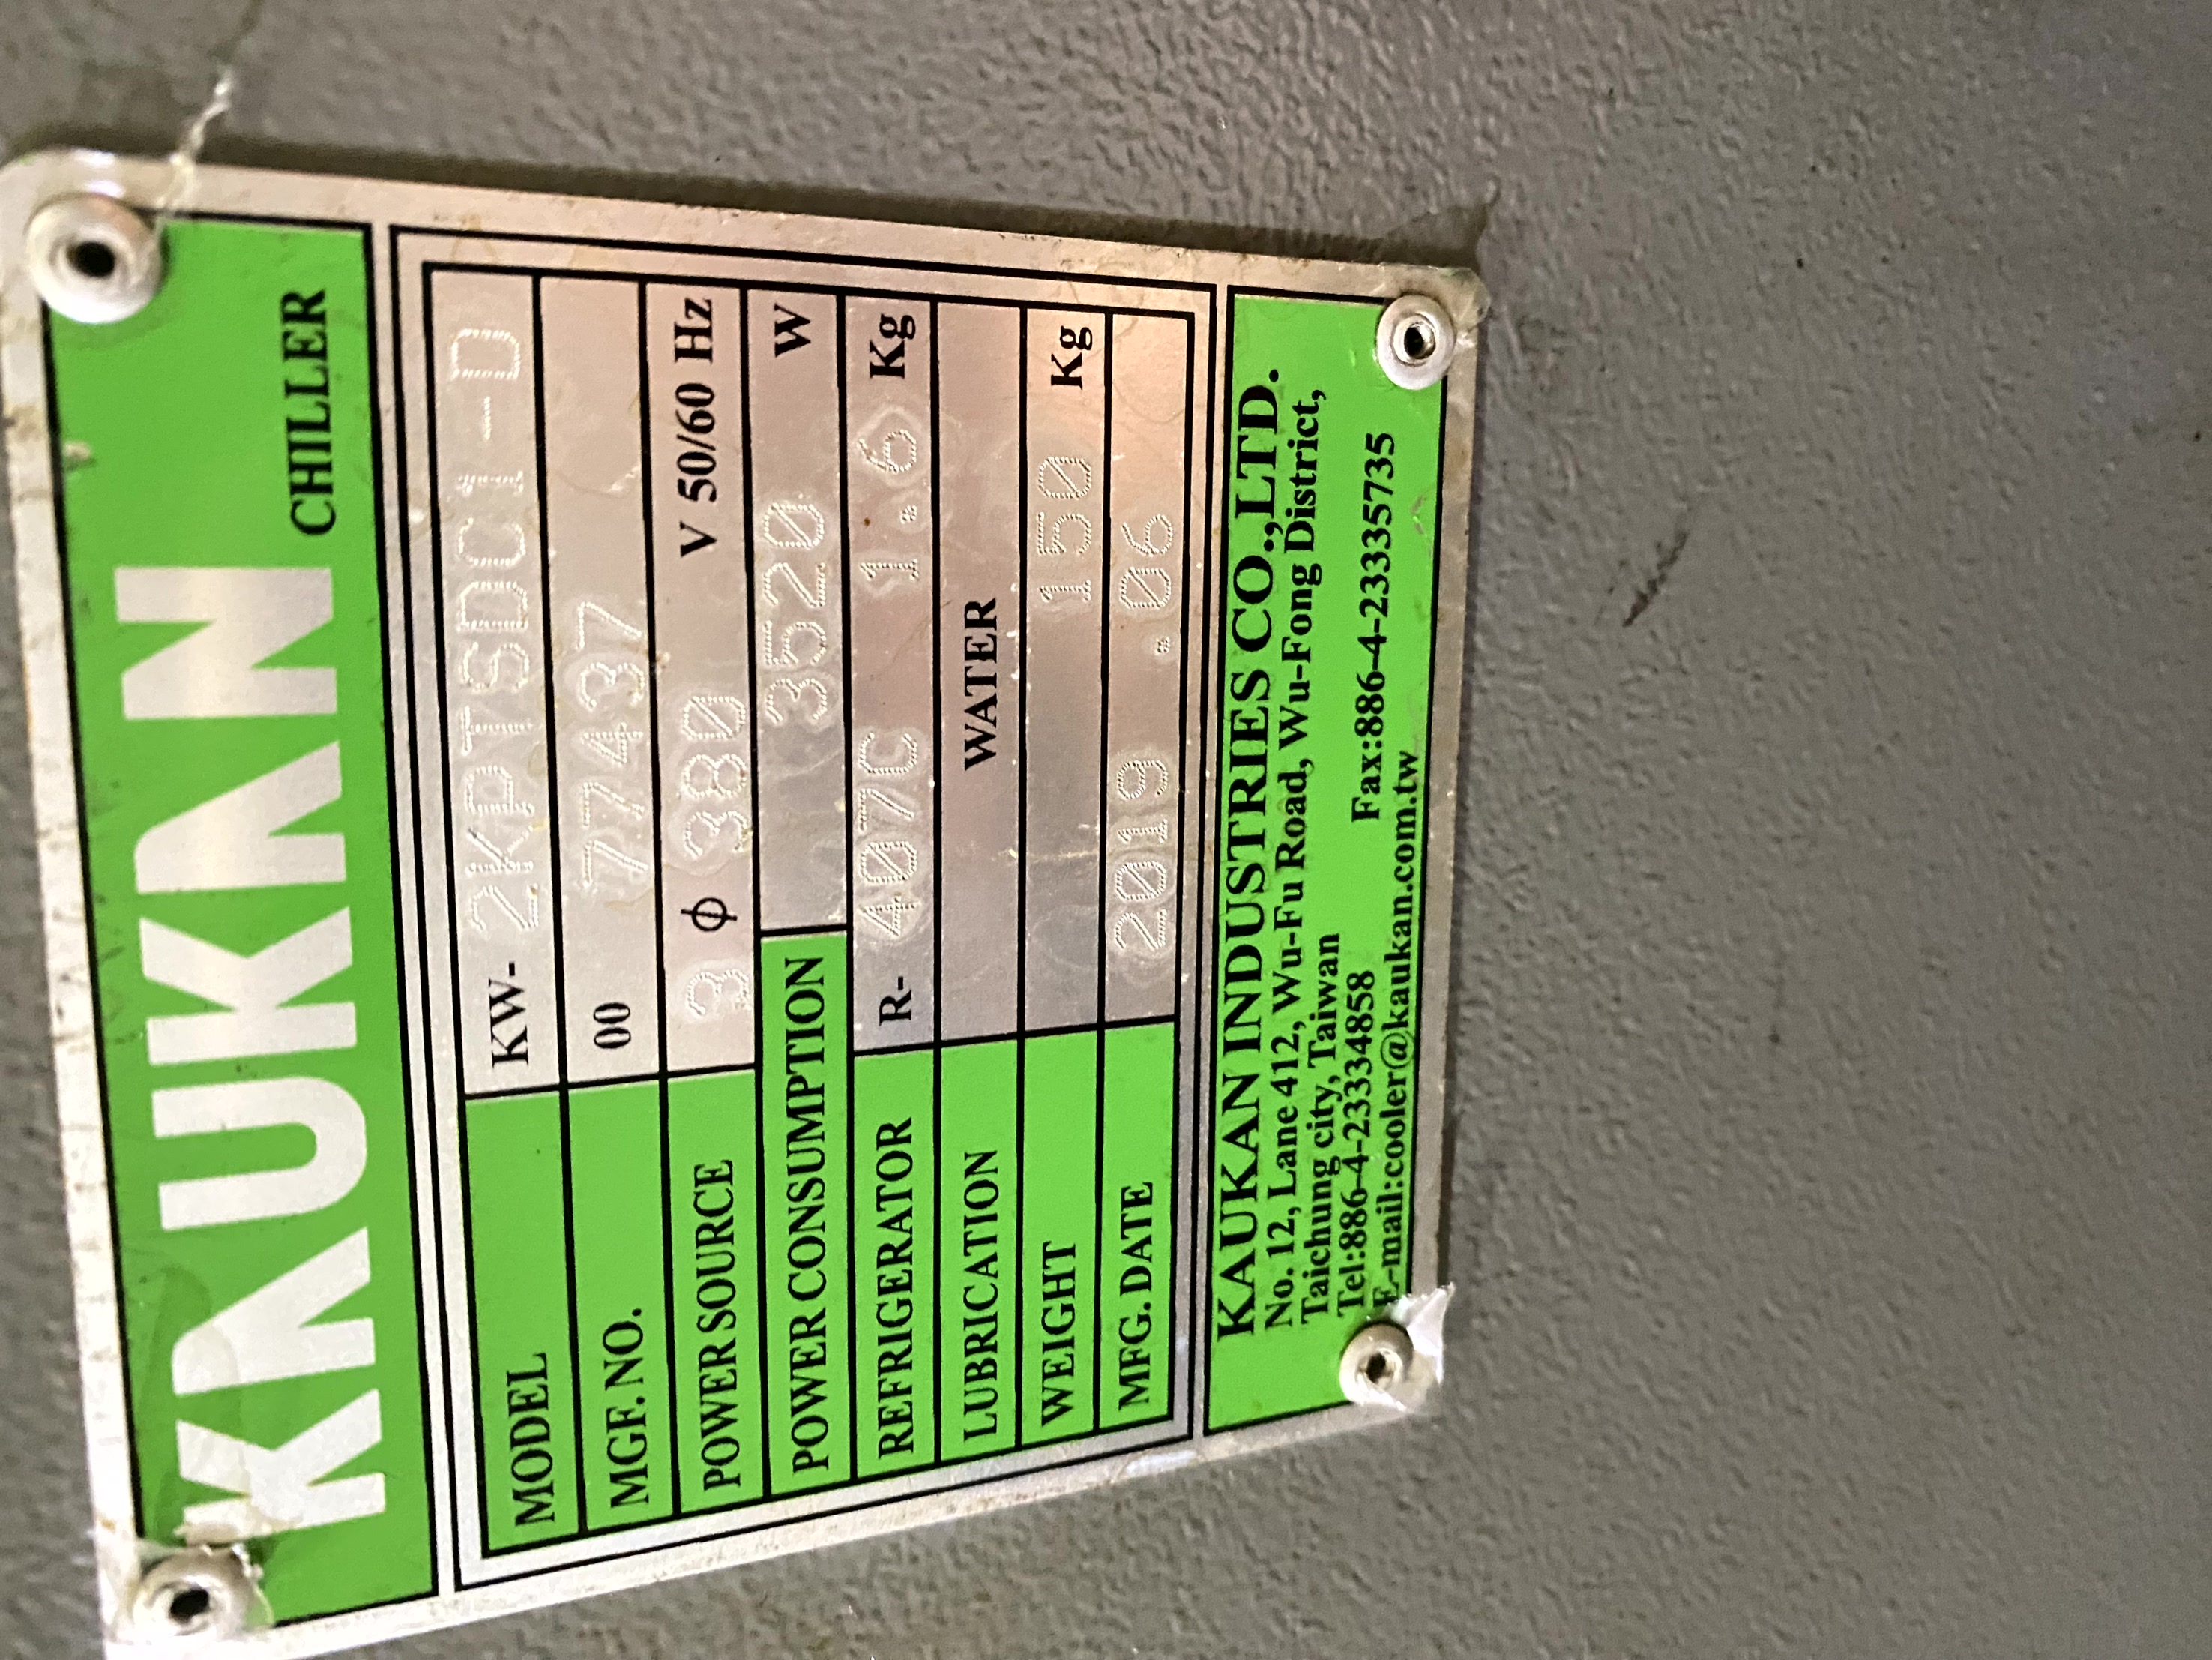 KAUKAN CHILLER
MODEL KW- 2KPTSDC1-D
MGF. NO. 00 77437
POWER SOURCE 3 ϕ 380 V 50/60 Hz
POWER CONSUMPTION 3520 W
REFRIGERATOR R- 407C 1.6 Kg
LUBRICATION WATER
WEIGHT 150 Kg
MFG. DATE 2019 .06
KAUKAN INDUSTRIES CO.,LTD.
No. 12, Lane 412, Wu-Fu Road, Wu-Fong District,
Taichung city, Taiwan
Tel:886-4-23334858 Fax:886-4-23335735
E-mail:cooler@kaukan.com.tw